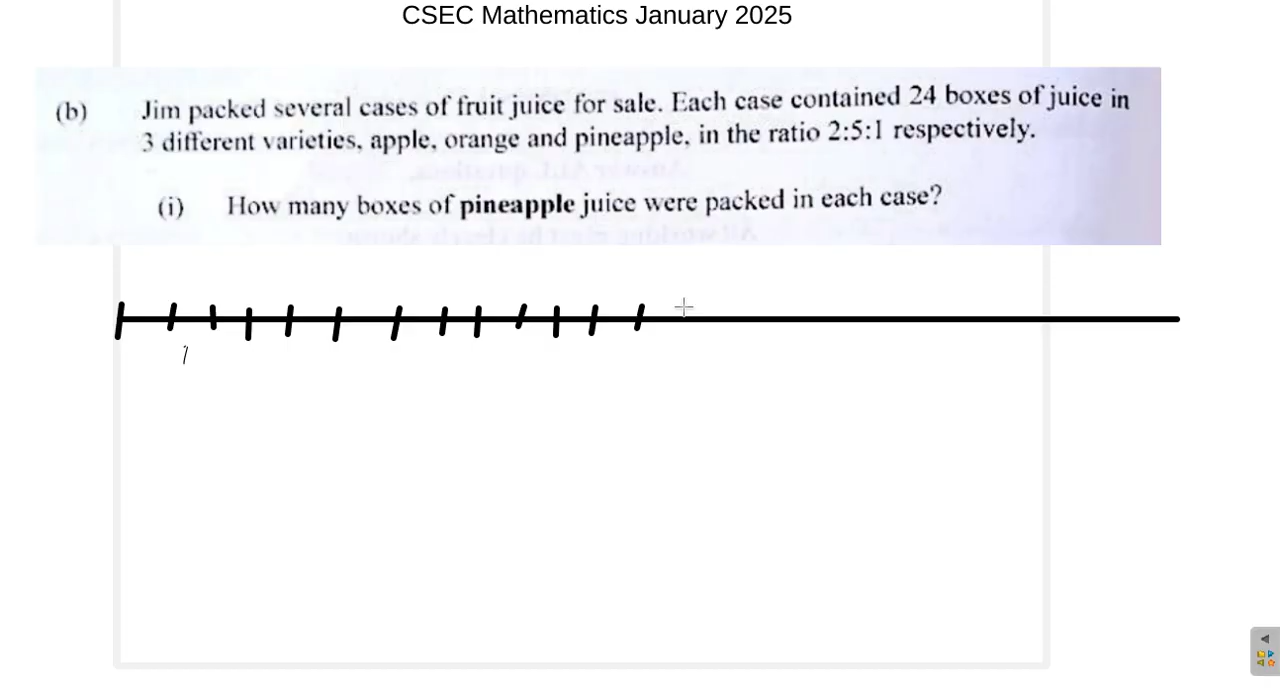 CSEC Mathematics January 2025
(b) Jim packed several cases of fruit juice for sale. Each case contained 24 boxes of juice in
3 different varieties, apple, orange and pineapple, in the ratio 2:5:1 respectively.
(i) How many boxes of pineapple juice were packed in each case?